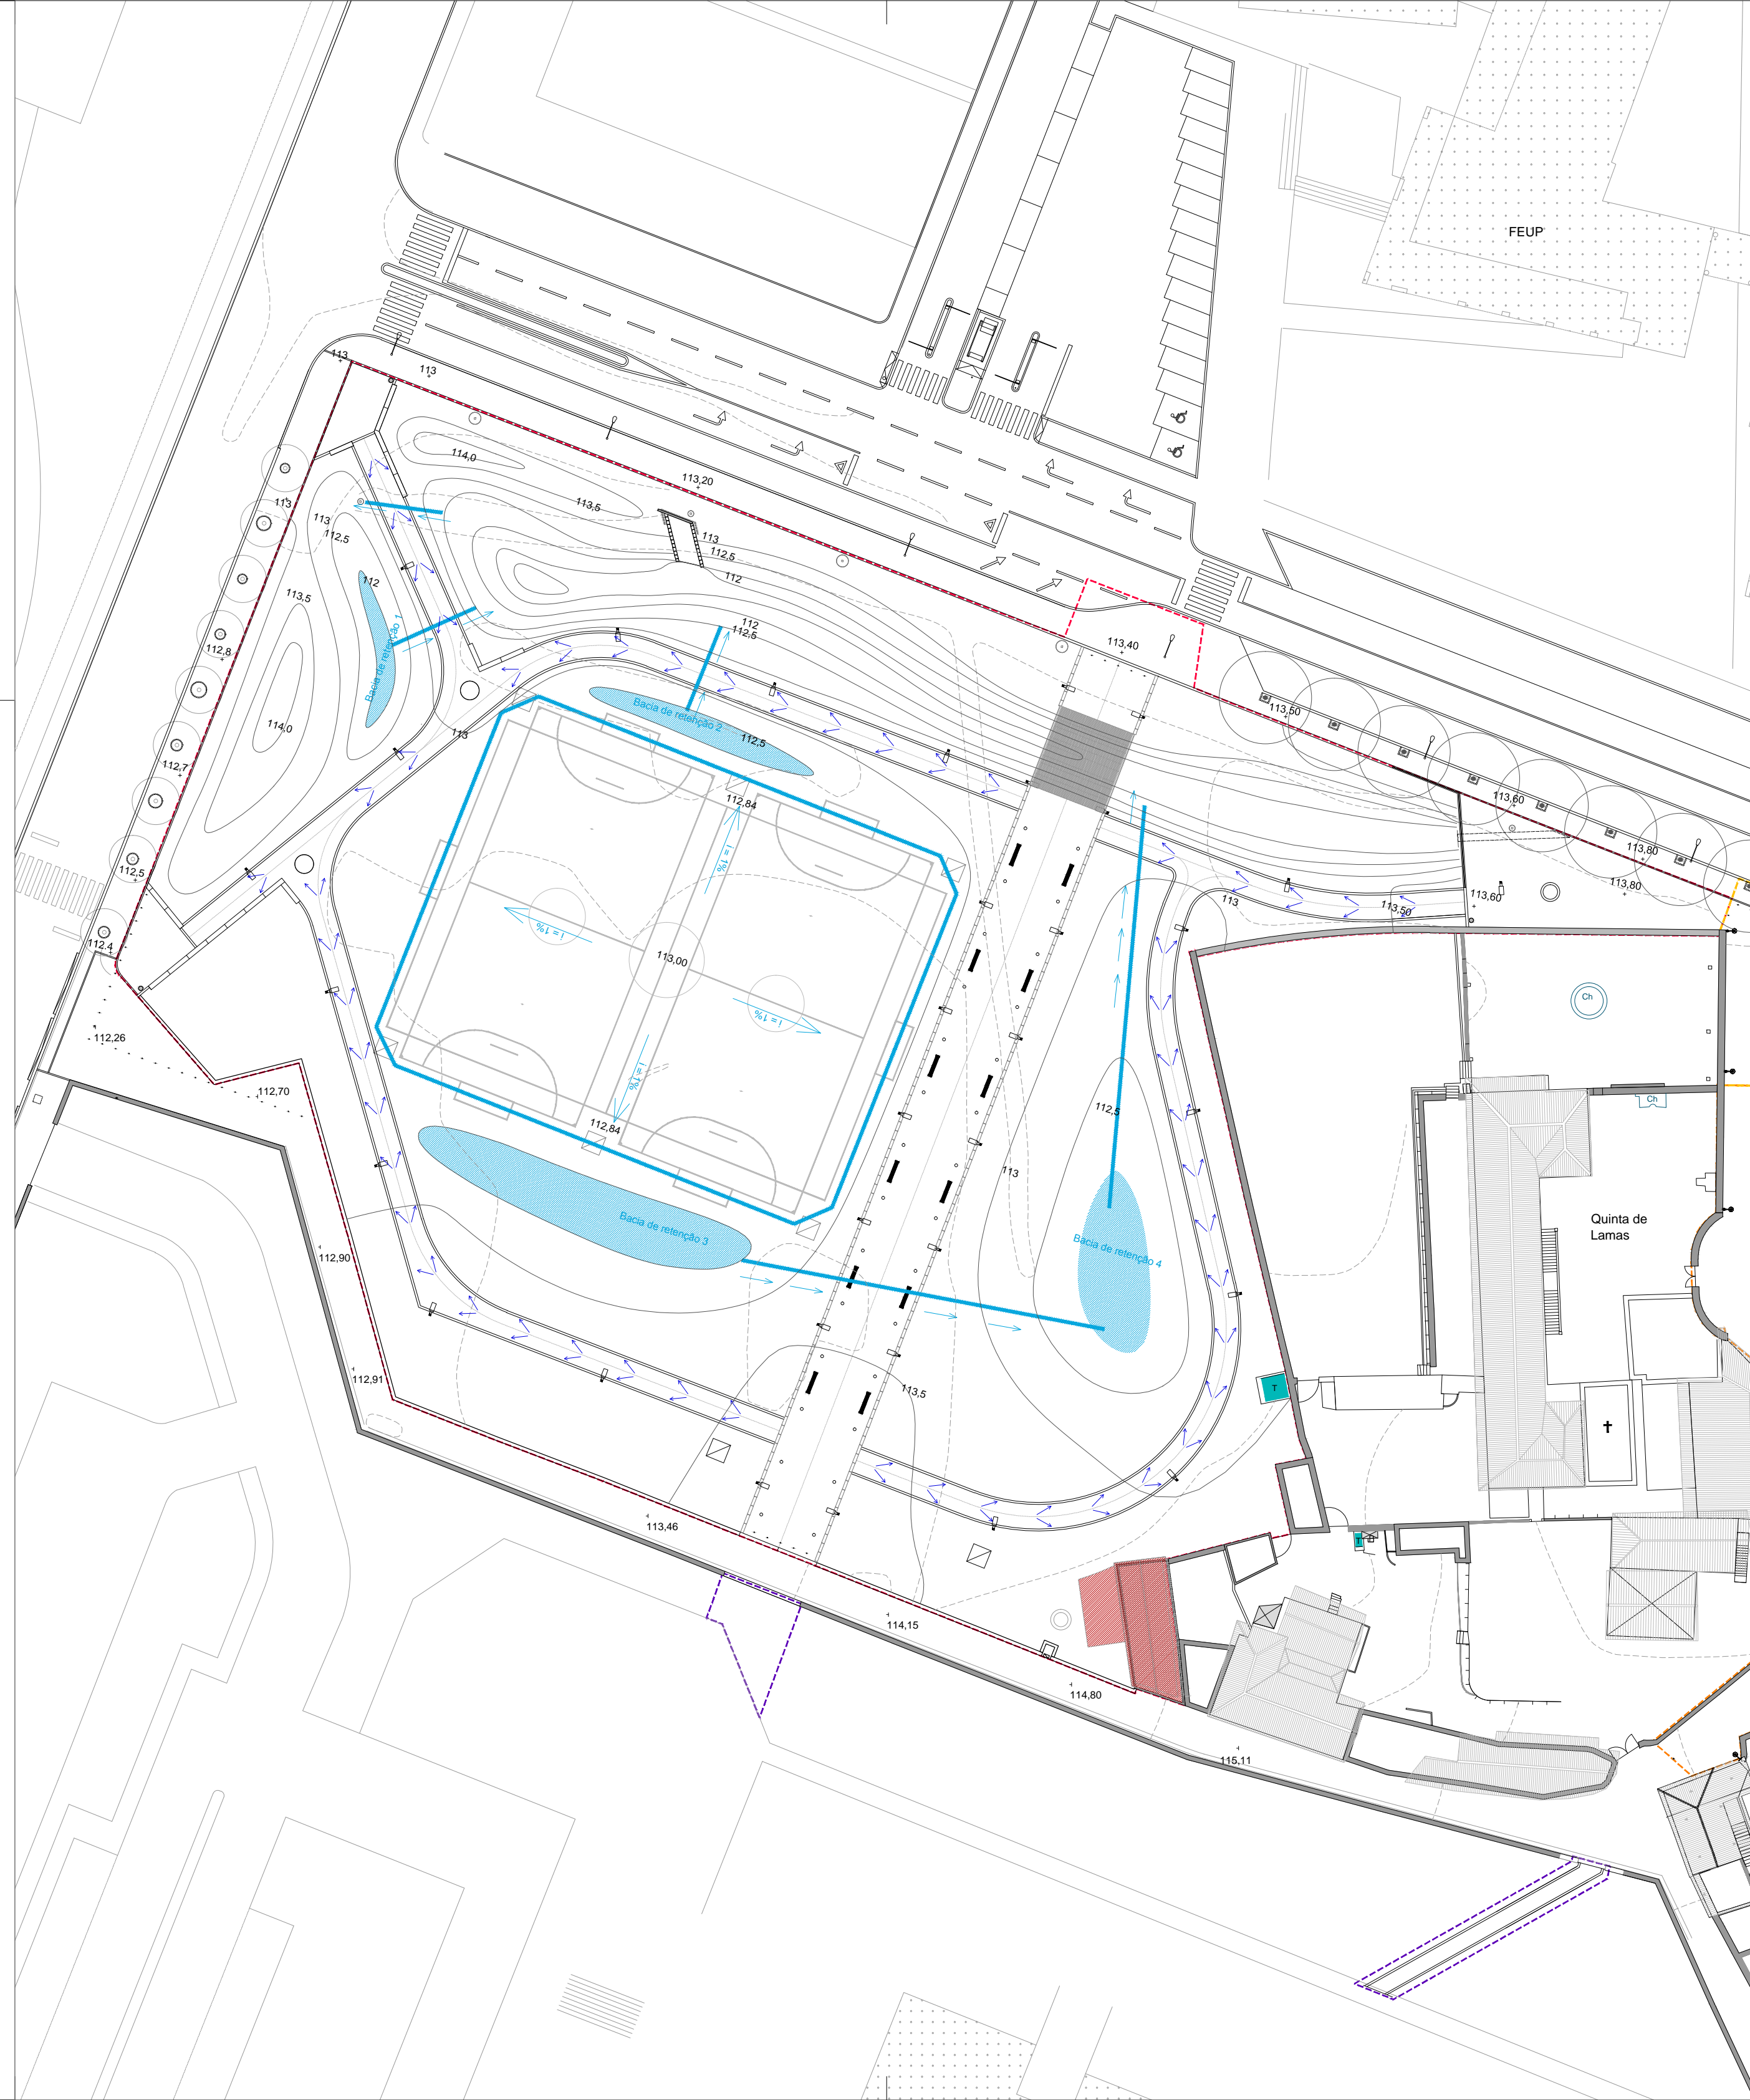 FEUP
113
113
114,0
113,20
113,5
113
113
112,5
113
112,5
112
112
113,5
Bacia de retenção 1
112
112,5
112,8
113,40
Bacia de retenção 2
112,5
113,50
114,0
113
112,7
112,84
113,60
i = 1%
113,80
112,5
113,80
113,60
113
113,50
i = 1%
112,4
113,00
Ch
i = 1%
112,26
i = 1%
112,70
Ch
112,5
112,84
113
Bacia de retenção 3
Quinta de
Lamas
112,90
Bacia de retenção 4
112,91
T
113,5
113,46
T
114,15
114,80
115,11